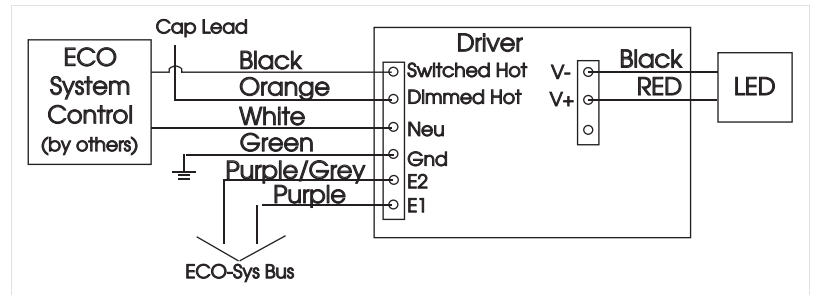 Cap Lead
ECO
System
Control
(by others)
Black
Orange
White
Green
Purple/Grey
Purple
ECO-Sys Bus
Driver
Switched Hot
Dimmed Hot
Neu
Gnd
E2
E1
V-
V+
Black
RED
LED